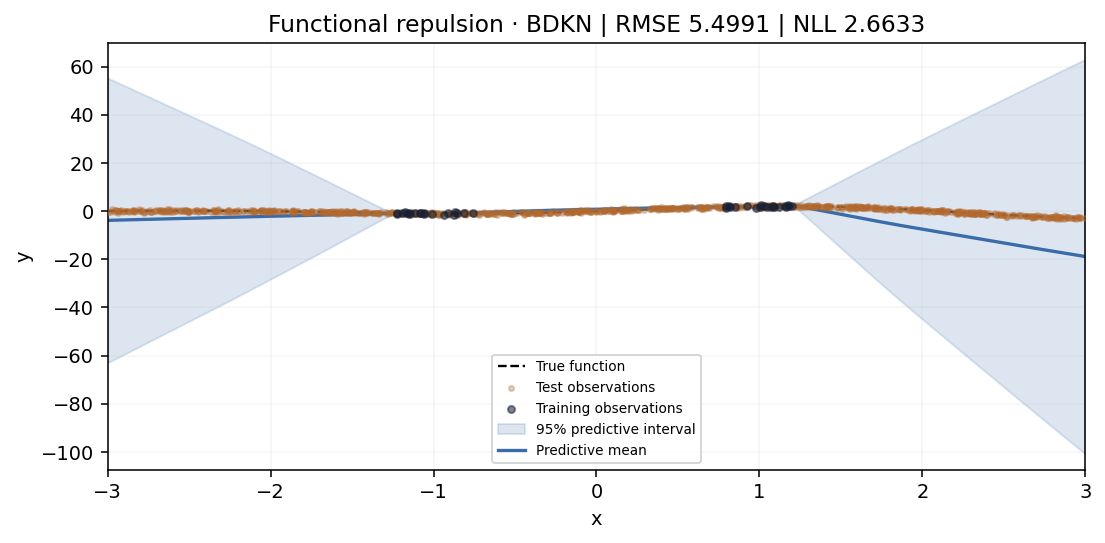 Functional repulsion · BDKN | RMSE 5.4991 | NLL 2.6633
60
40
20
0
−20
−40
−60
−80
−100
y
True function
Test observations
Training observations
95% predictive interval
Predictive mean
−3
−2
−1
0
1
2
3
x